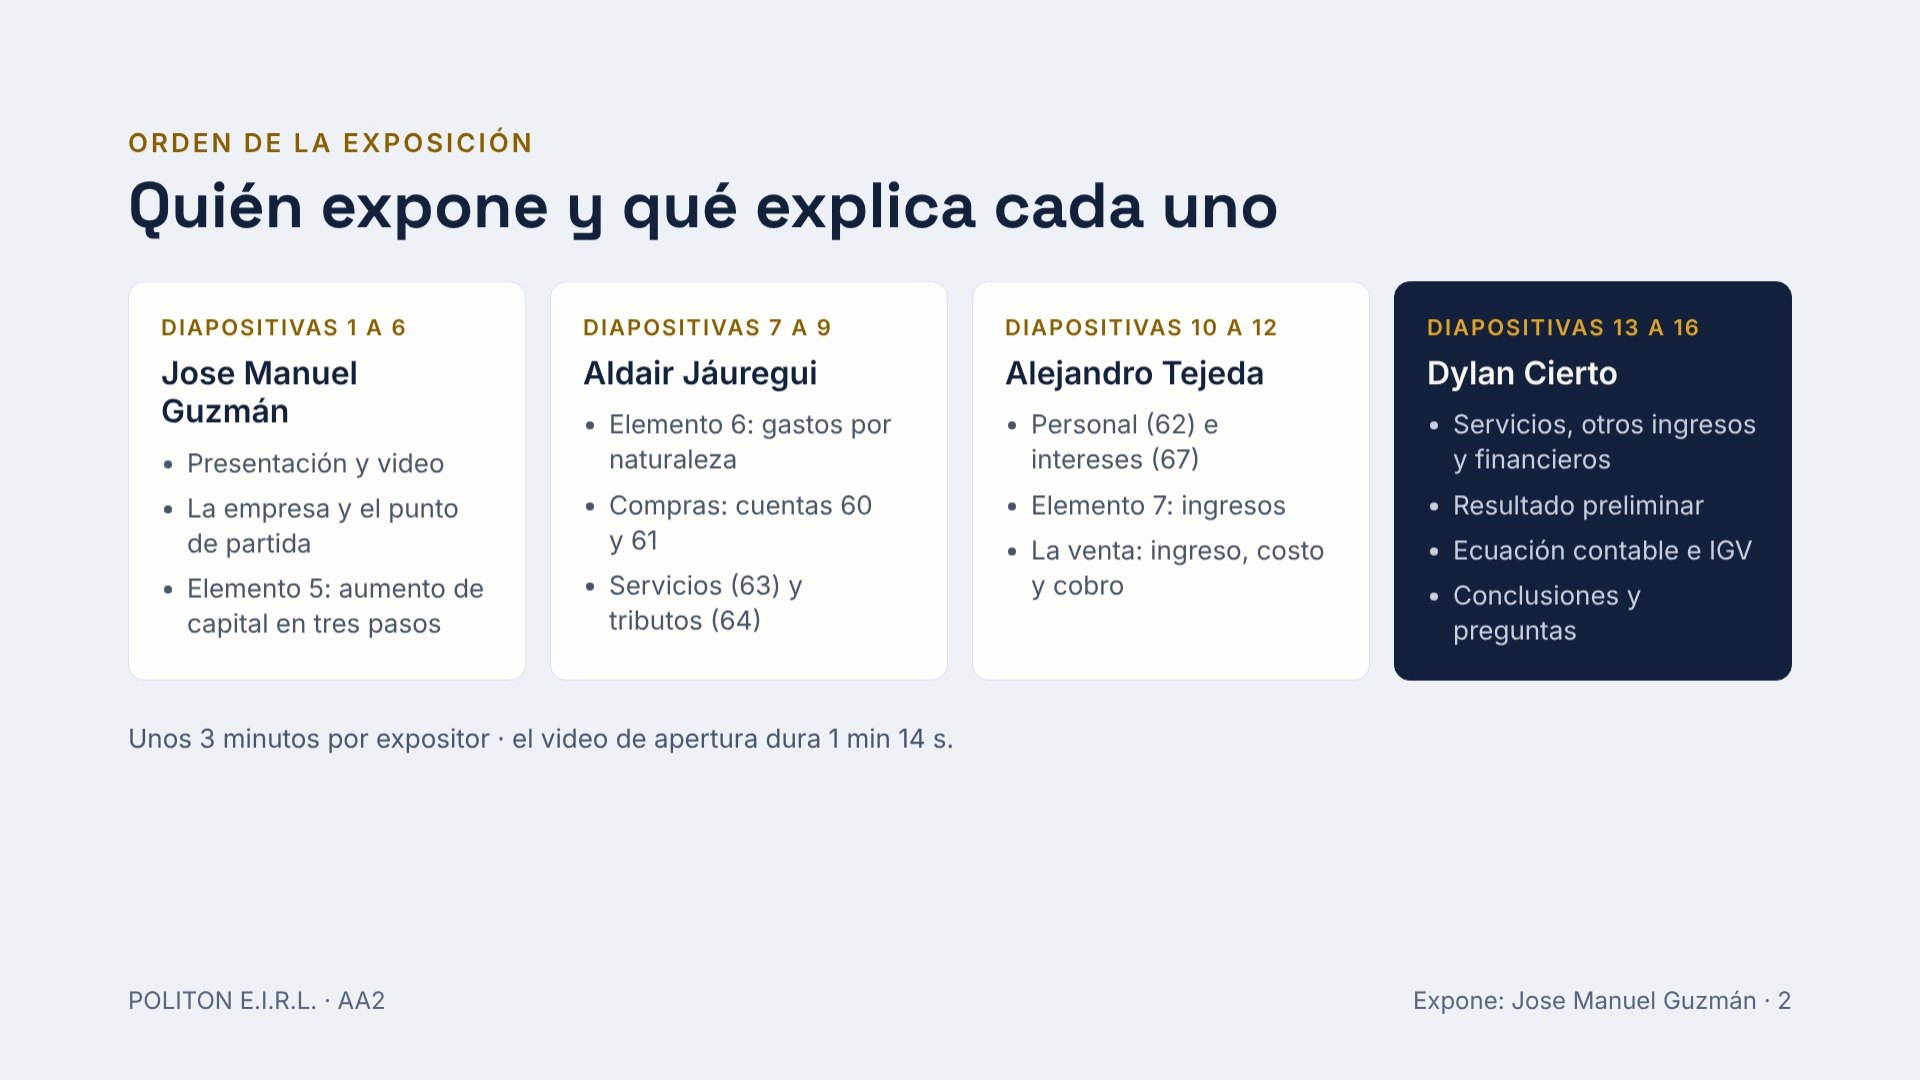 ORDEN DE LA EXPOSICIÓN
Quién expone y qué explica cada uno
DIAPOSITIVAS 1 A 6
Jose Manuel
Guzmán
• Presentación y video
• La empresa y el punto
de partida
• Elemento 5: aumento de
capital en tres pasos
DIAPOSITIVAS 7 A 9
Aldair Jáuregui
• Elemento 6: gastos por
naturaleza
• Compras: cuentas 60
y 61
• Servicios (63) y
tributos (64)
DIAPOSITIVAS 10 A 12
Alejandro Tejeda
• Personal (62) e
intereses (67)
• Elemento 7: ingresos
• La venta: ingreso, costo
y cobro
DIAPOSITIVAS 13 A 16
Dylan Cierto
• Servicios, otros ingresos
y financieros
• Resultado preliminar
• Ecuación contable e IGV
• Conclusiones y
preguntas
Unos 3 minutos por expositor · el video de apertura dura 1 min 14 s.
POLITON E.I.R.L. · AA2
Expone: Jose Manuel Guzmán · 2